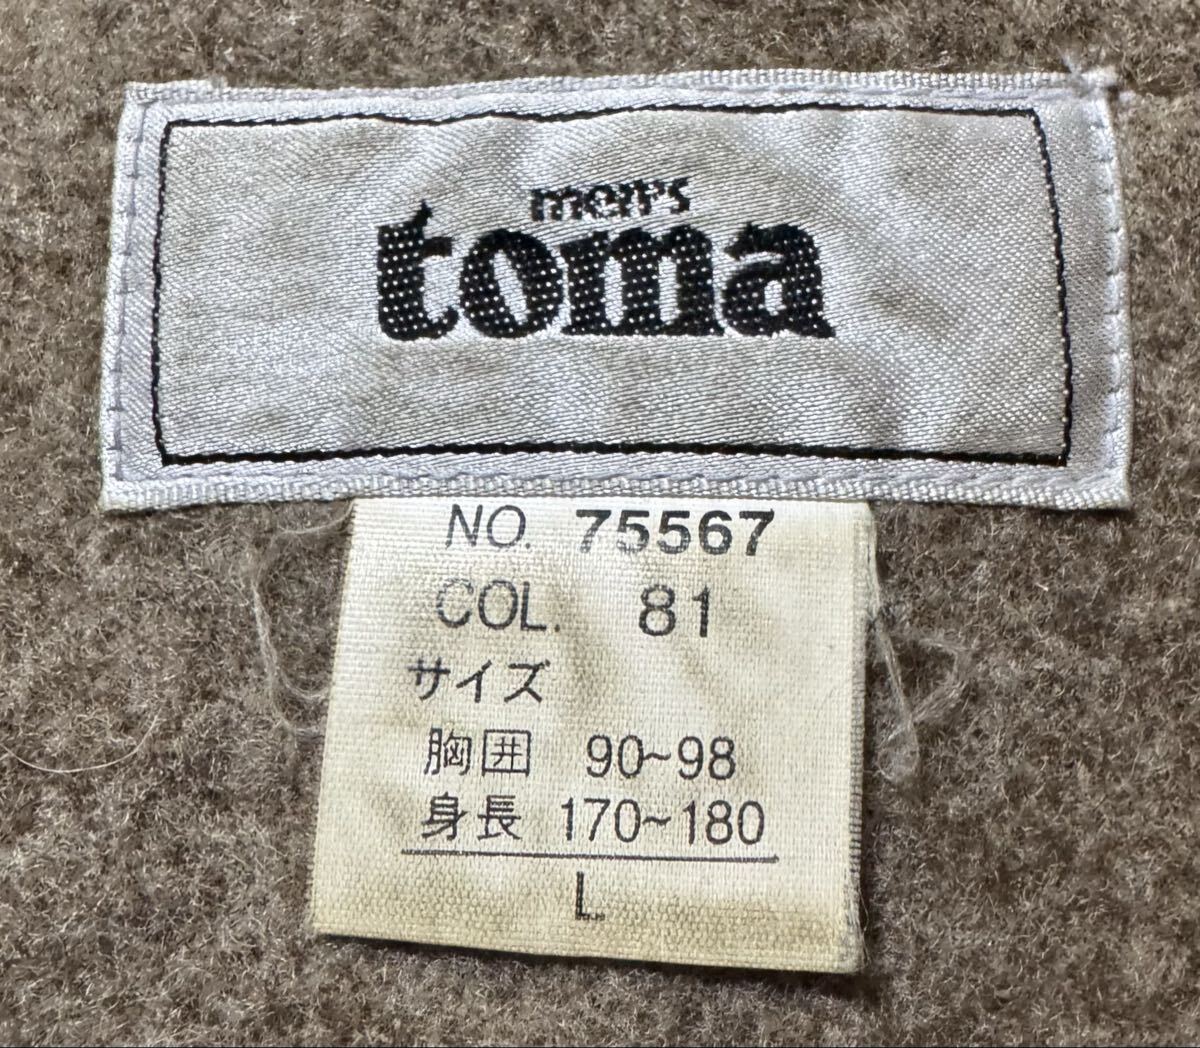 men's
toma
NO. 75567
COL. 81
サイズ
胸囲 90~98
身長 170~180
L